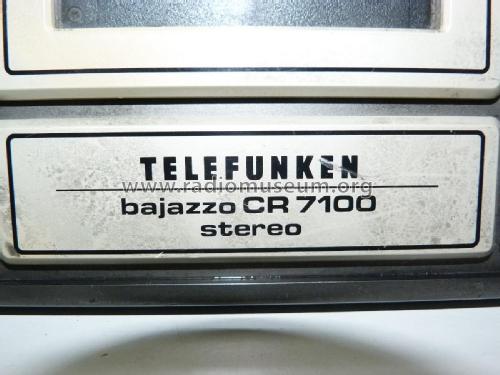 TELEFUNKEN
www.radiomuseum.org
bajazzo CR 7100
stereo